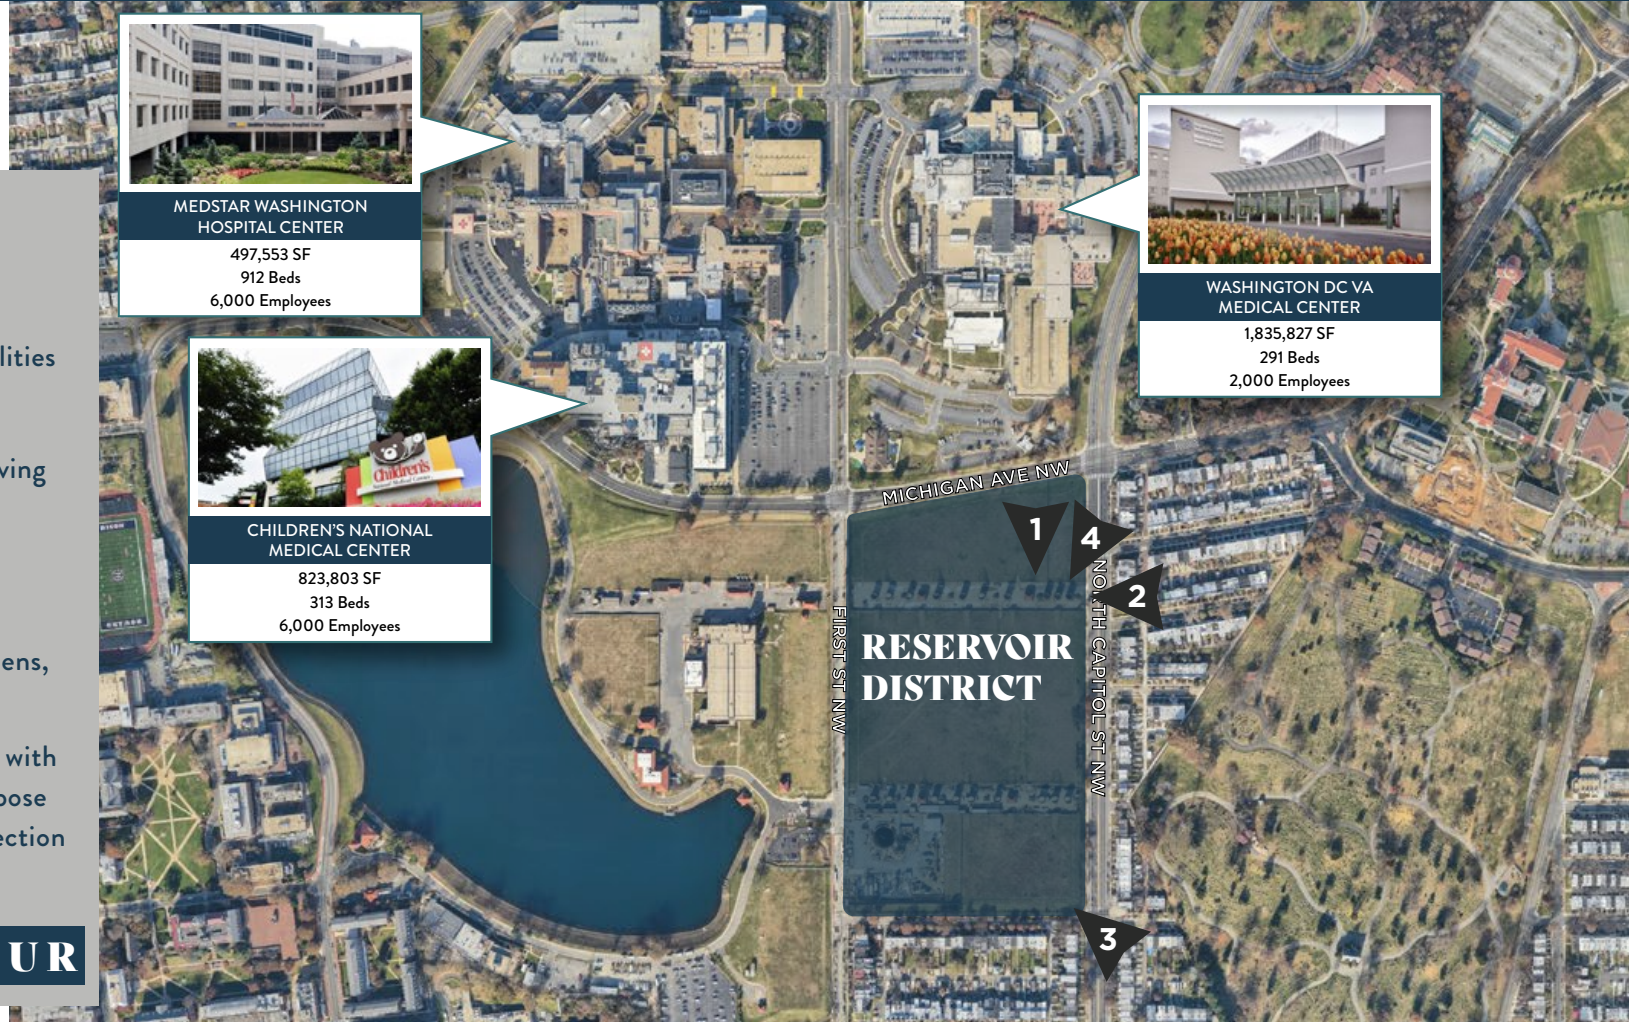 MEDSTAR WASHINGTON
HOSPITAL CENTER
497,553 SF
912 Beds
6,000 Employees
WASHINGTON DC VA
MEDICAL CENTER
1,835,827 SF
291 Beds
2,000 Employees
Children's
CHILDREN'S NATIONAL
MEDICAL CENTER
823,803 SF
313 Beds
6,000 Employees
lities
ving
ens,
with
pose
ection
UR
MICHIGAN AVE NW
1
4
2
FIRST ST NW
NORTH CAPITOL ST NW
RESERVOIR
DISTRICT
3